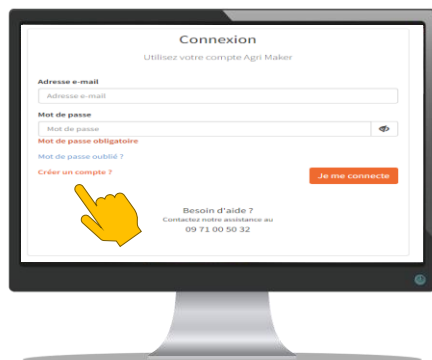 Connexion
Utilisez votre compte Agri Maker
Adresse e-mail
Adresse e-mail
Mot de passe
Mot de passe
Mot de passe obligatoire
Mot de passe oublié ?
Créer un compte ?
Je me connecte
Besoin d'aide ?
Contactez notre assistance au
09 71 00 50 32